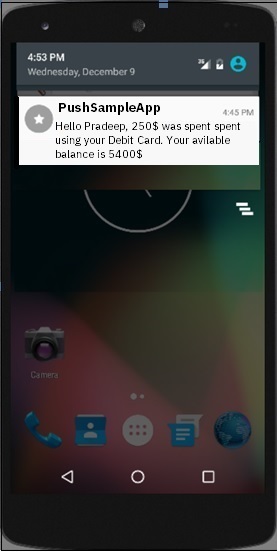 4:53 PM
Wednesday, December 9
3G
PushSampleApp
4:45 PM
Hello Pradeep, 250$ was spent spent
using your Debit Card. Your avilable
balance is 5400$
Camera